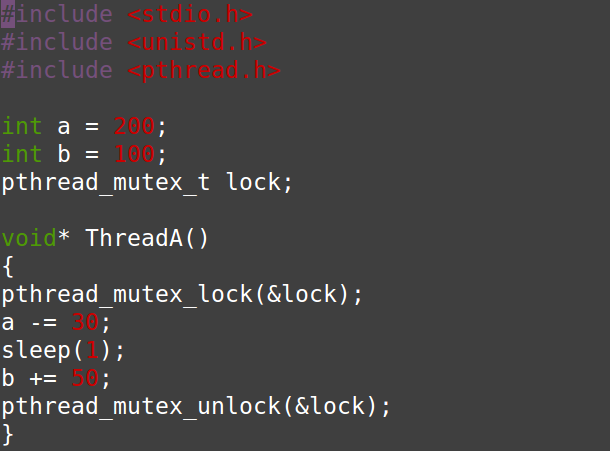 #include <stdio.h>
#include <unistd.h>
#include <pthread.h>
int a = 200;
int b = 100;
pthread_mutex_t lock;
void* ThreadA()
{
pthread_mutex_lock(&lock);
a -= 30;
sleep(1);
b += 50;
pthread_mutex_unlock(&lock);
}